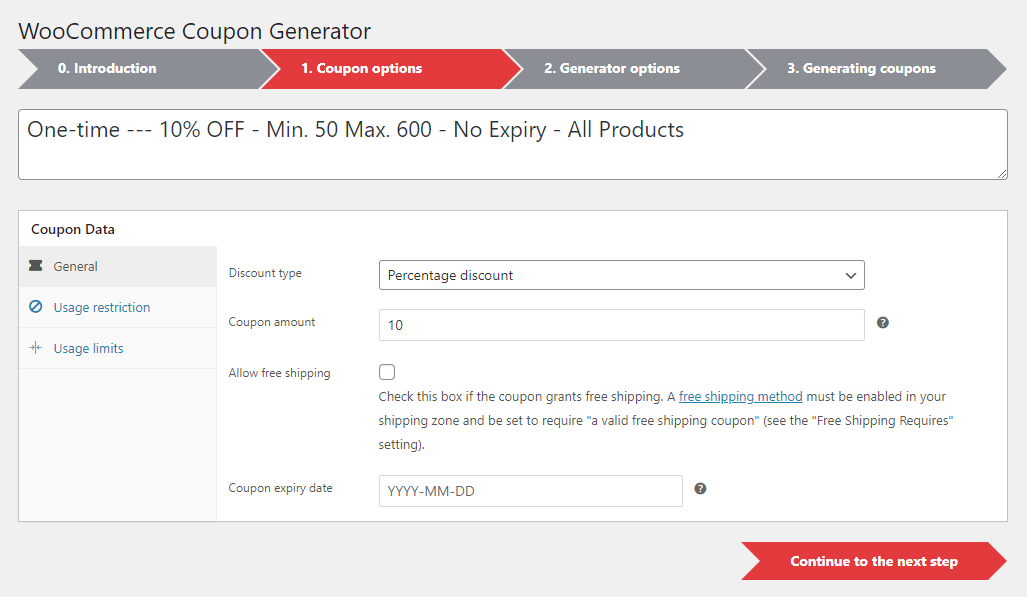 WooCommerce Coupon Generator
0. Introduction
1. Coupon options
2. Generator options
3. Generating coupons
One-time --- 10% OFF - Min. 50 Max. 600 - No Expiry - All Products
Coupon Data
General
Usage restriction
Usage limits
Discount type
Percentage discount
Coupon amount
10
?
Allow free shipping
Check this box if the coupon grants free shipping. A free shipping method must be enabled in your
shipping zone and be set to require "a valid free shipping coupon" (see the "Free Shipping Requires"
setting).
Coupon expiry date
YYYY-MM-DD
?
Continue to the next step